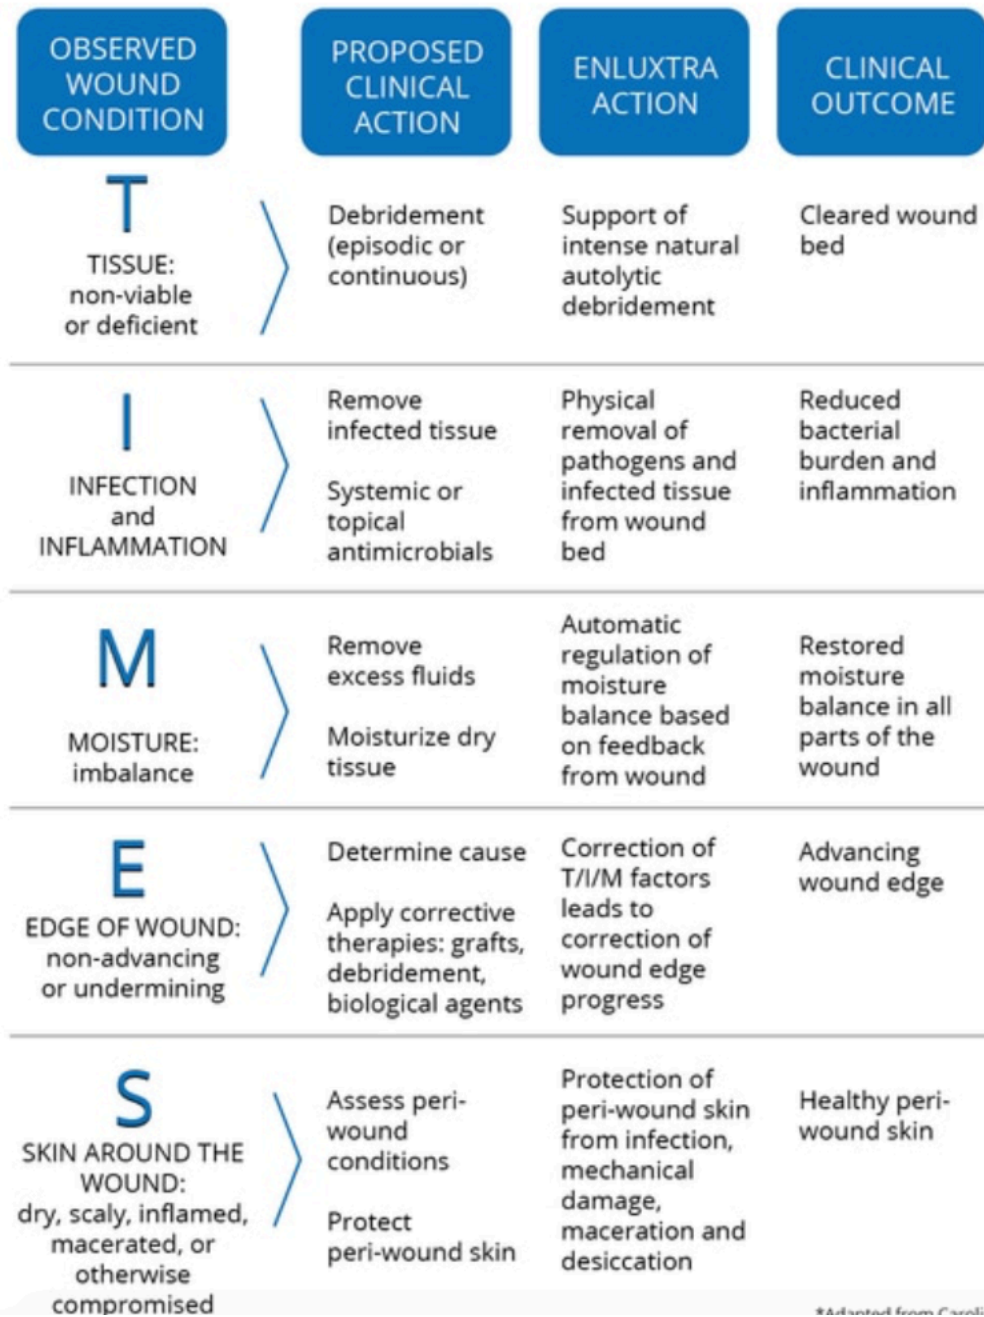 OBSERVED
WOUND
CONDITION
PROPOSED
CLINICAL
ACTION
ENLUXTRA
ACTION
CLINICAL
OUTCOME
T
TISSUE:
non-viable
or deficient
Debridement
(episodic or
continuous)
Support of
intense natural
autolytic
debridement
Cleared wound
bed
I
INFECTION
and
INFLAMMATION
Remove
infected tissue
Systemic or
topical
antimicrobials
Physical
removal of
pathogens and
infected tissue
from wound
bed
Reduced
bacterial
burden and
inflammation
M
MOISTURE:
imbalance
Remove
excess fluids
Moisturize dry
tissue
Automatic
regulation of
moisture
balance based
on feedback
from wound
Restored
moisture
balance in all
parts of the
wound
E
EDGE OF WOUND:
non-advancing
or undermining
Determine cause
Apply corrective
therapies: grafts,
debridement,
biological agents
Correction of
T/I/M factors
leads to
correction of
wound edge
progress
Advancing
wound edge
S
SKIN AROUND THE
WOUND:
dry, scaly, inflamed,
macerated, or
otherwise
compromised
Assess peri-
wound
conditions
Protect
peri-wound skin
Protection of
peri-wound skin
from infection,
mechanical
damage,
maceration and
desiccation
Healthy peri-
wound skin
*Adapted from